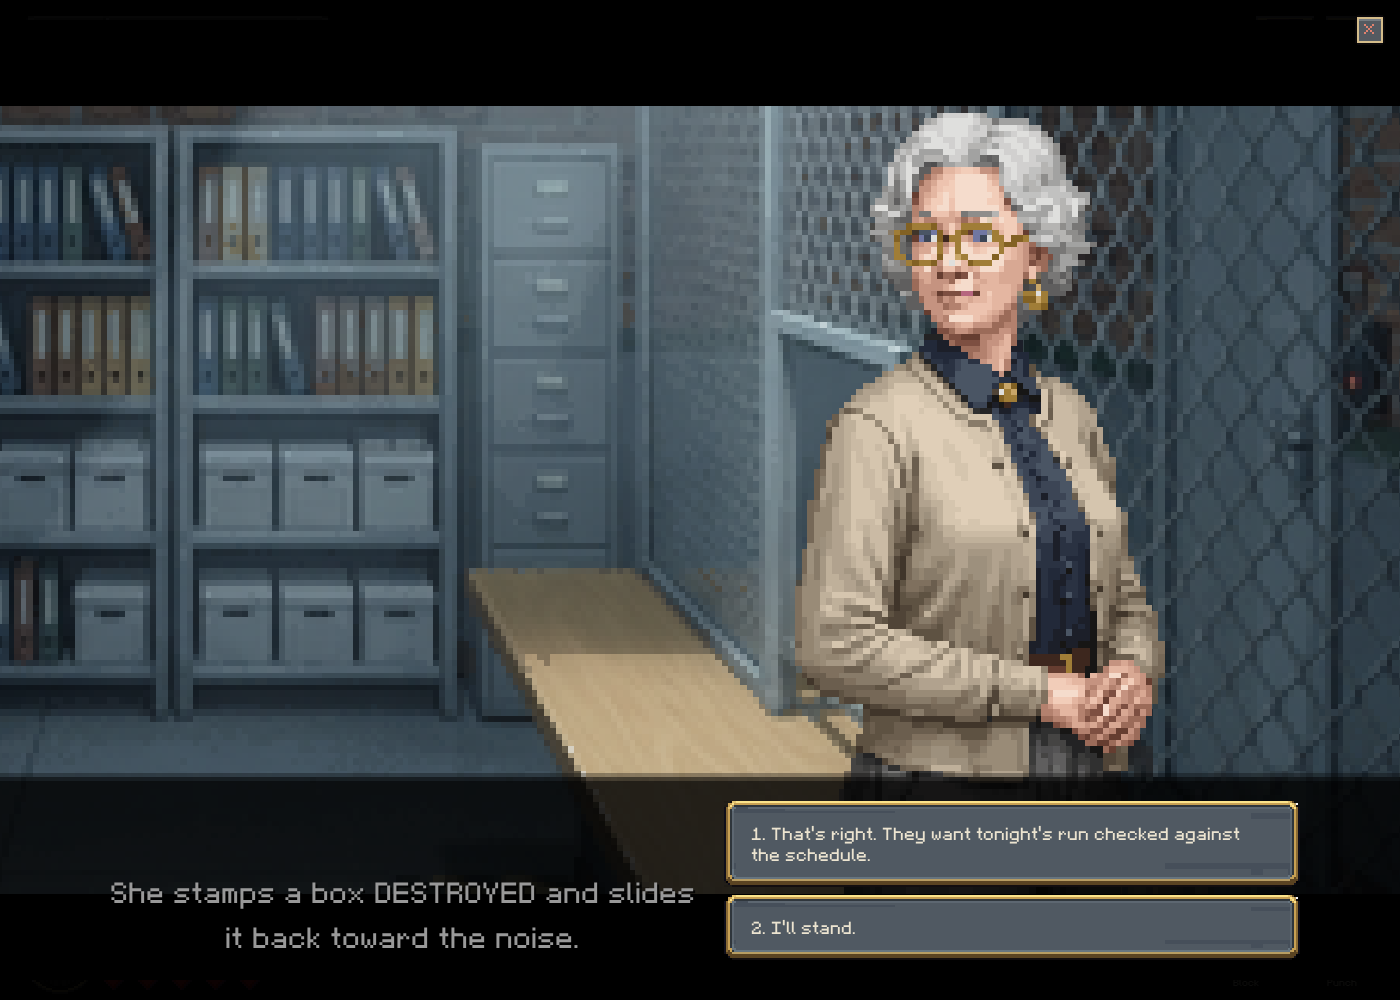 She stamps a box DESTROYED and slides
it back toward the noise.
1. That's right. They want tonight's run checked against
the schedule.
2. I'll stand.